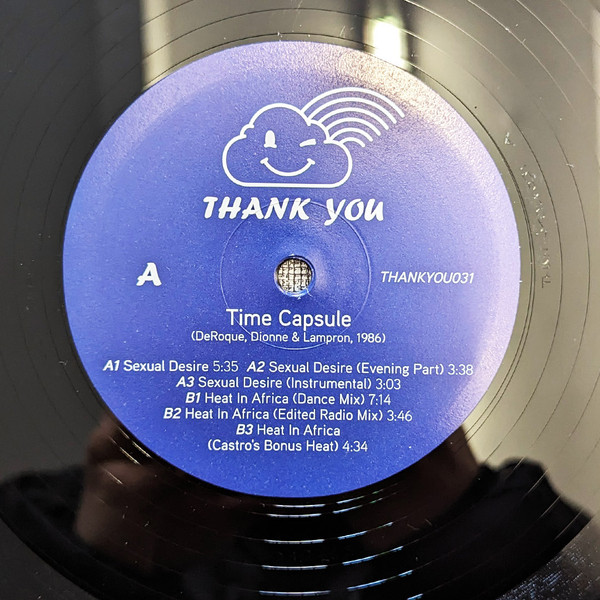 THANK YOU
A
THANKYOU031
Time Capsule
(DeRoque, Dionne & Lampron, 1986)
A1 Sexual Desire 5:35 A2 Sexual Desire (Evening Part) 3:38
A3 Sexual Desire (Instrumental) 3:03
B1 Heat In Africa (Dance Mix) 7:14
B2 Heat In Africa (Edited Radio Mix) 3:46
B3 Heat In Africa
(Castro's Bonus Heat) 4:34